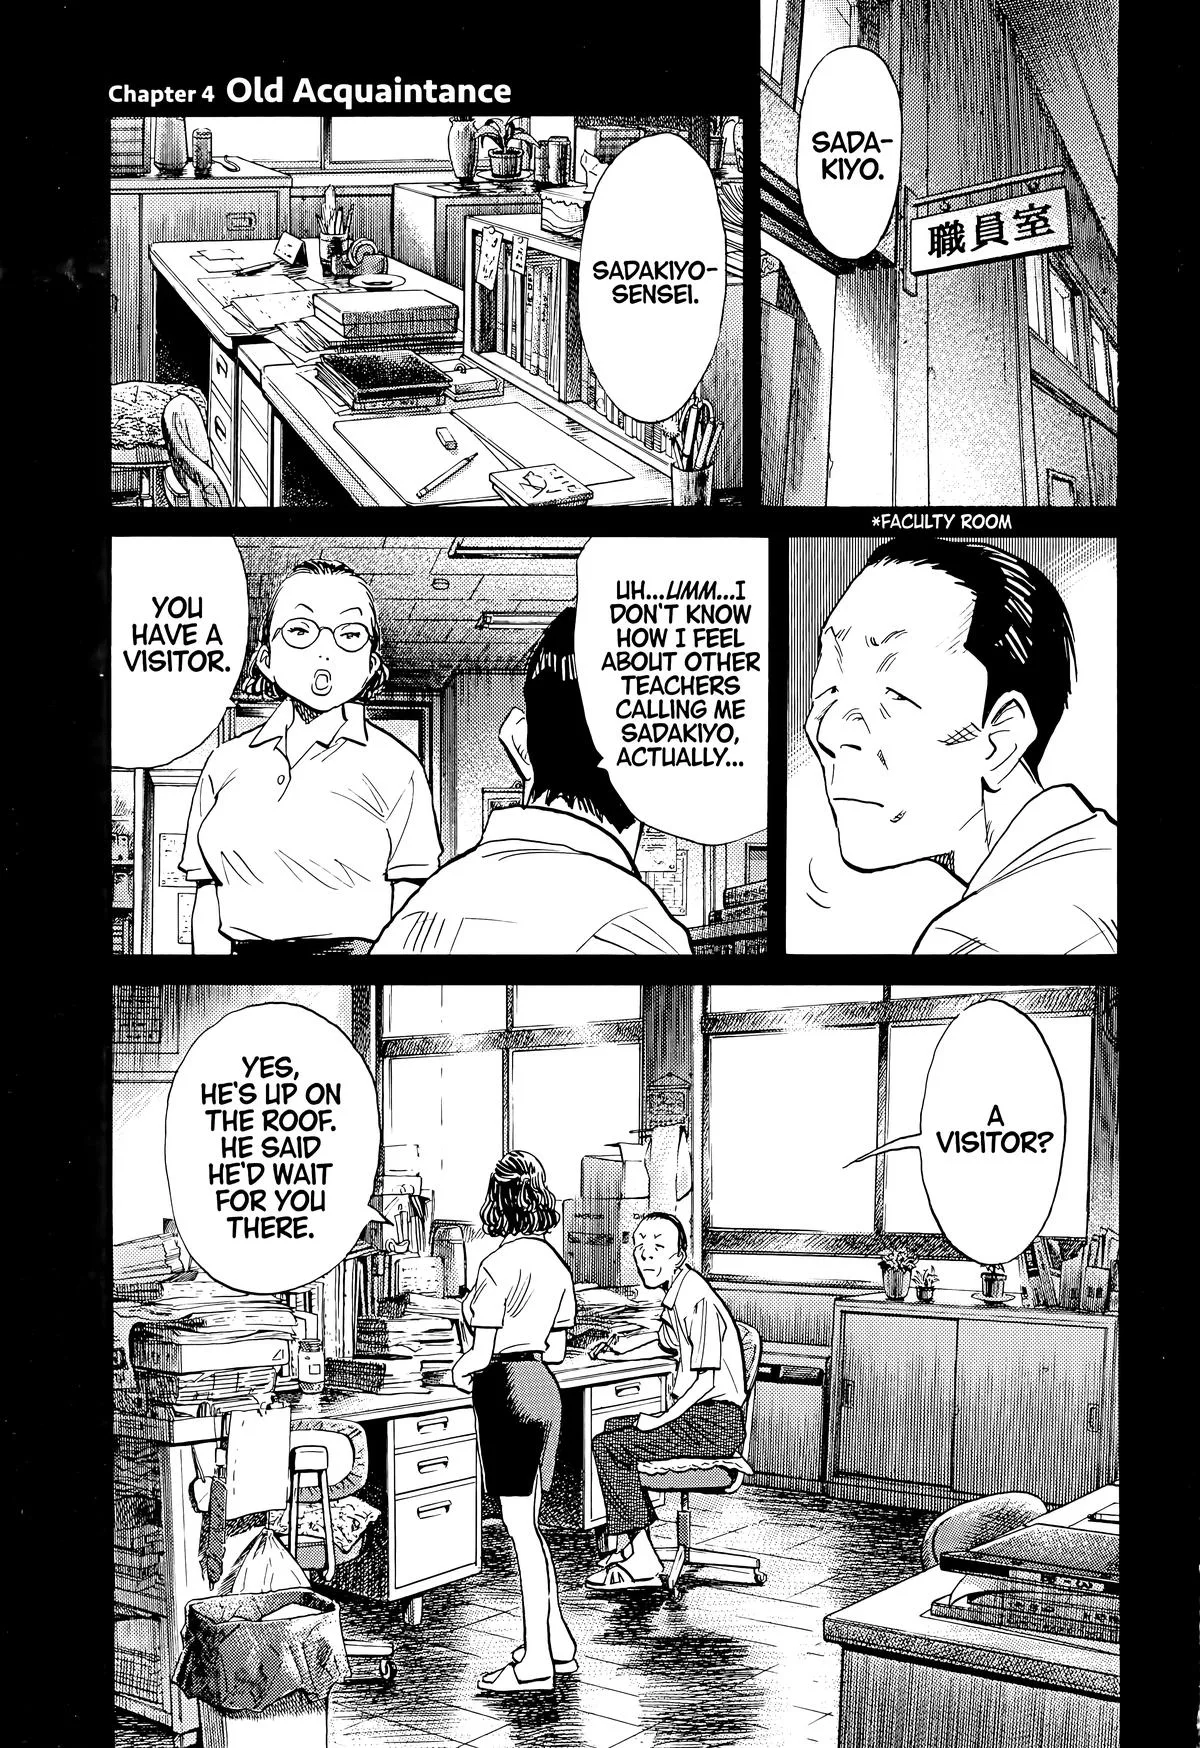 Chapter 4 Old Acquaintance
SADA-
KIYO.
職員室
*FACULTY ROOM
SADAKIYO-
SENSEI.
UH...UMM...I
DON'T KNOW
HOW I FEEL
ABOUT OTHER
TEACHERS
CALLING ME
SADAKIYO,
ACTUALLY...
YOU
HAVE A
VISITOR.
A
VISITOR?
YES,
HE'S UP ON
THE ROOF.
HE SAID
HE'D WAIT
FOR YOU
THERE.